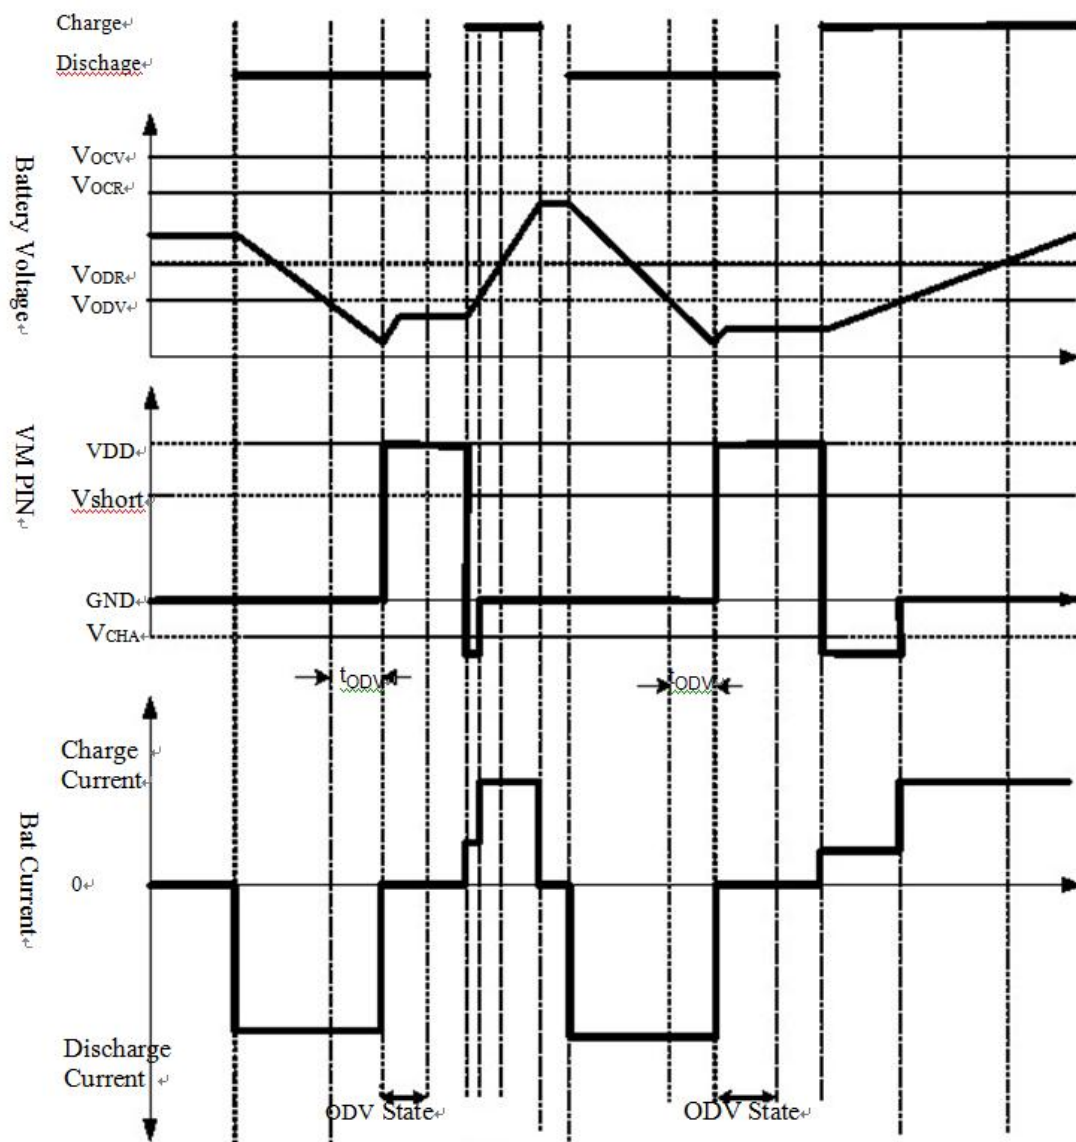 Charge
Dischage
Battery Voltage
VOCV
VOCR
VODR
VODV
VM PIN
VDD
Vshort
GND
VCHA
tODV
tODV
Bat Current
Charge
Current
0
Discharge
Current
ODV State
ODV State